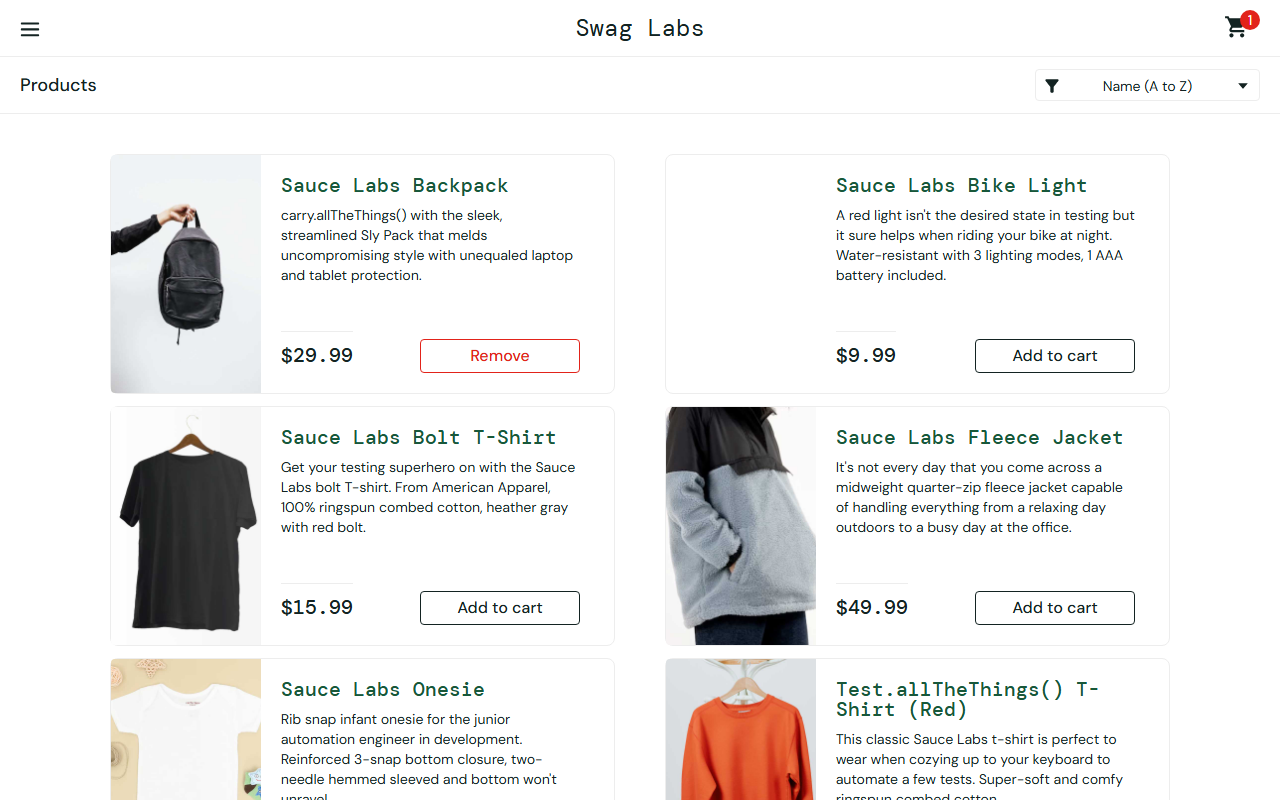 Swag Labs
1
Products
Name (A to Z)
Sauce Labs Backpack
carry.allTheThings() with the sleek,
streamlined Sly Pack that melds
uncompromising style with unequaled laptop
and tablet protection.
$29.99
Remove
Sauce Labs Bike Light
A red light isn't the desired state in testing but
it sure helps when riding your bike at night.
Water-resistant with 3 lighting modes, 1 AAA
battery included.
$9.99
Add to cart
Sauce Labs Bolt T-Shirt
Get your testing superhero on with the Sauce
Labs bolt T-shirt. From American Apparel,
100% ringspun combed cotton, heather gray
with red bolt.
$15.99
Add to cart
Sauce Labs Fleece Jacket
It's not every day that you come across a
midweight quarter-zip fleece jacket capable
of handling everything from a relaxing day
outdoors to a busy day at the office.
$49.99
Add to cart
Sauce Labs Onesie
Rib snap infant onesie for the junior
automation engineer in development.
Reinforced 3-snap bottom closure, two-
needle hemmed sleeved and bottom won't
unravel.
Test.allTheThings() T-
Shirt (Red)
This classic Sauce Labs t-shirt is perfect to
wear when cozying up to your keyboard to
automate a few tests. Super-soft and comfy
ringspun combed cotton.